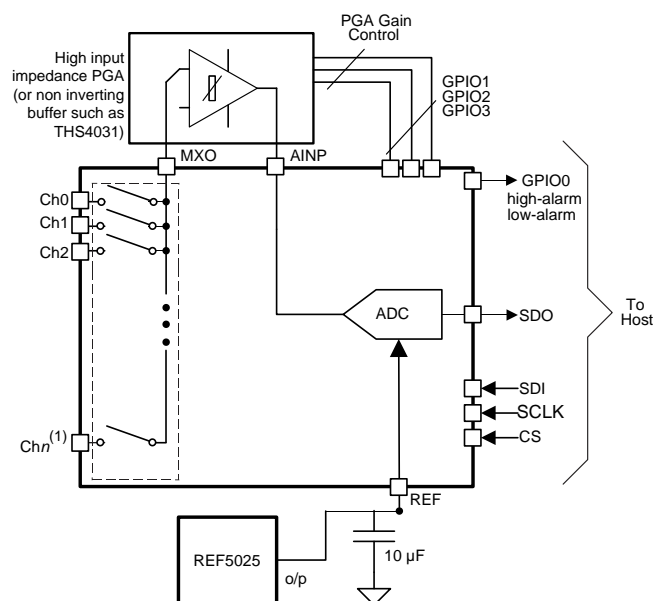 PGA Gain
Control
High input
impedance PGA
(or non inverting
buffer such as
THS4031)
GPIO1
GPIO2
GPIO3
MXO
AINP
Ch0
Ch1
Ch2
GPIO0
high-alarm
low-alarm
ADC
SDO
To
Host
SDI
SCLK
CS
Chn(1)
REF
REF5025
o/p
10 µF